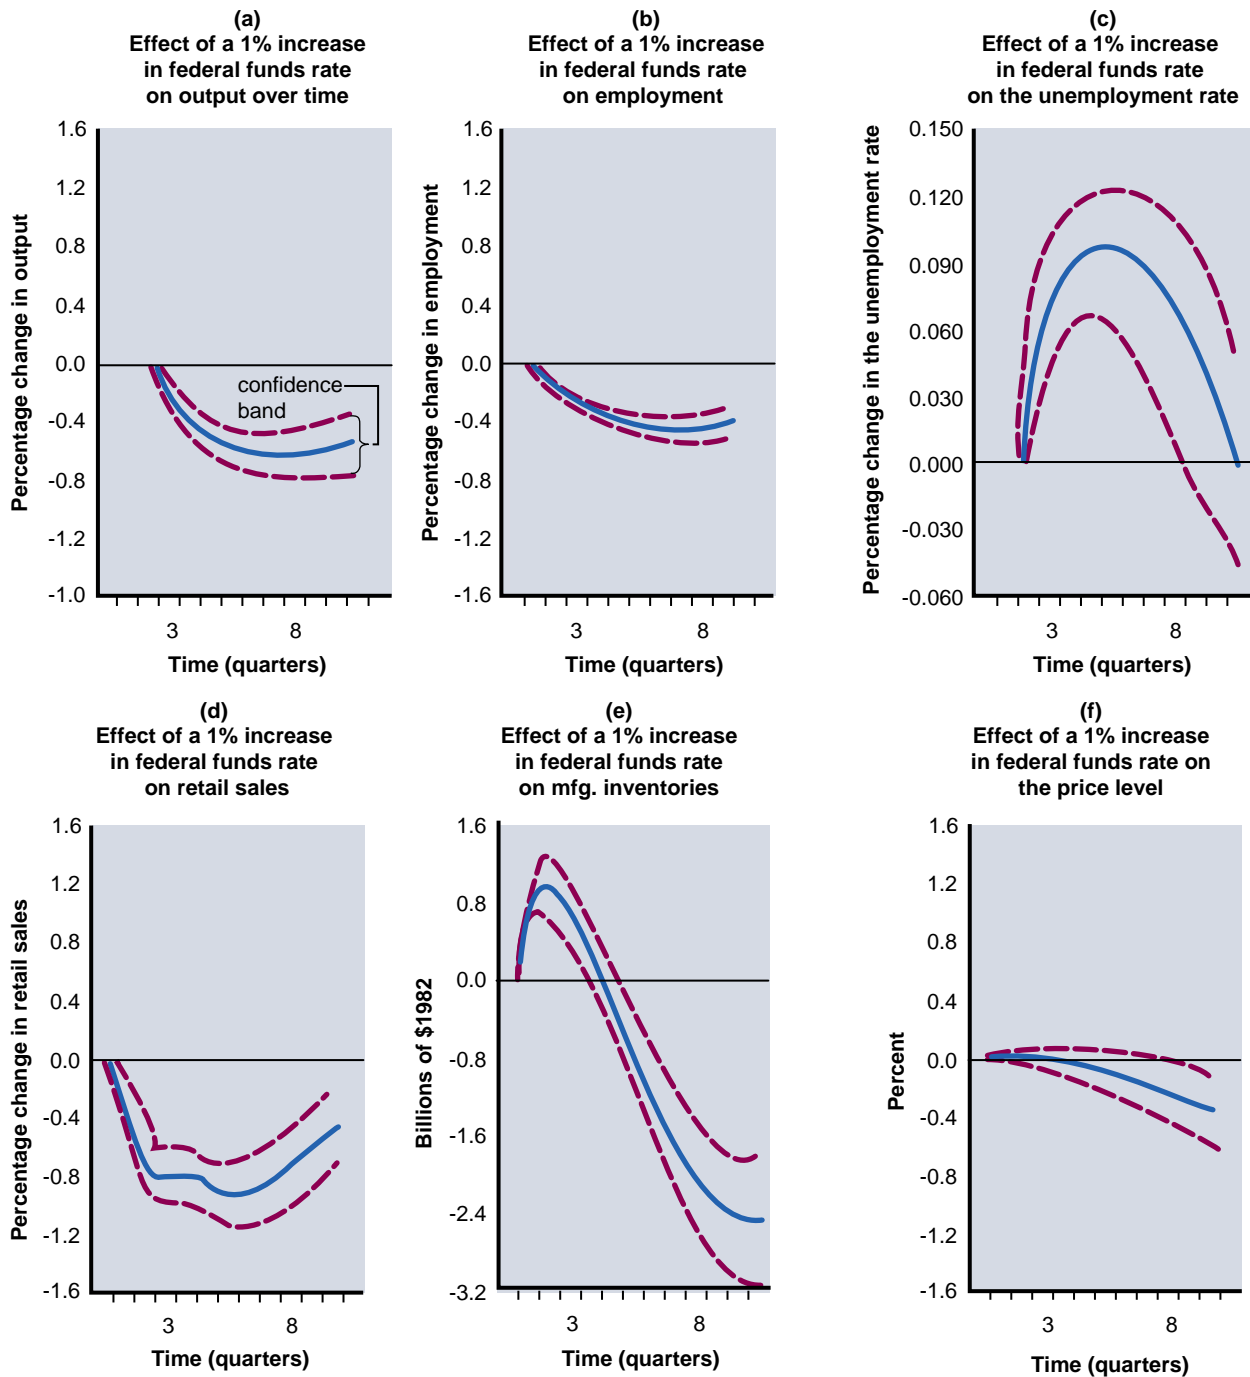 (a)
Effect of a 1% increase
in federal funds rate
on output over time
Percentage change in output
1.6
1.2
0.8
0.4
0.0
-0.4
-0.8
-1.2
-1.0
confidence
band
3 8
Time (quarters)
(b)
Effect of a 1% increase
in federal funds rate
on employment
Percentage change in employment
1.6
1.2
0.8
0.4
0.0
-0.4
-0.8
-1.2
-1.6
3 8
Time (quarters)
(c)
Effect of a 1% increase
in federal funds rate
on the unemployment rate
Percentage change in the unemployment rate
0.150
0.120
0.090
0.060
0.030
0.000
-0.030
-0.060
3 8
Time (quarters)
(d)
Effect of a 1% increase
in federal funds rate
on retail sales
Percentage change in retail sales
1.6
1.2
0.8
0.4
0.0
-0.4
-0.8
-1.2
-1.6
3 8
Time (quarters)
(e)
Effect of a 1% increase
in federal funds rate
on mfg. inventories
Billions of $1982
1.6
0.8
0.0
-0.8
-1.6
-2.4
-3.2
3 8
Time (quarters)
(f)
Effect of a 1% increase
in federal funds rate on
the price level
Percent
1.6
1.2
0.8
0.4
0.0
-0.4
-0.8
-1.2
-1.6
3 8
Time (quarters)